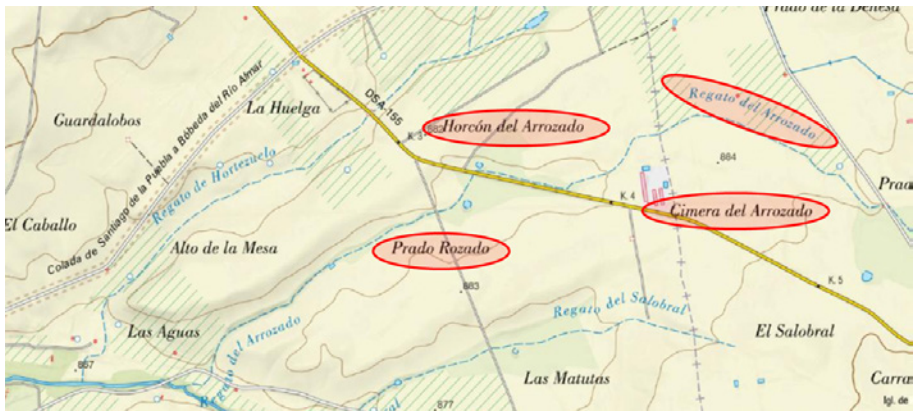 Prado de la Dehesa
Colada de Santiago de la Puebla a Bóbeda del Río Almar
La Huelga
DSA-155
Guardalobos
K. 3
682
Horcón del Arrozado
Regato del Arrozado
884
Regato de Hortezuelo
K. 4
Cimera del Arrozado
El Caballo
Alto de la Mesa
Prado Rozado
883
K. 5
Regato del Salobral
Las Aguas
Regato del Arrozado
El Salobral
867
Las Matutas
877
Igl. de